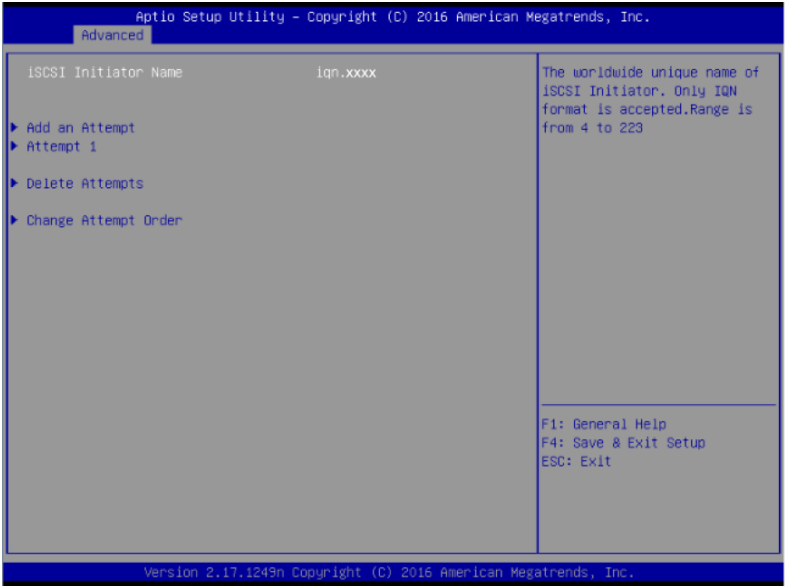 Aptio Setup Utility – Copyright (C) 2016 American Megatrends, Inc.
Advanced
iSCSI Initiator Name iqn.xxxx
Add an Attempt
Attempt 1
Delete Attempts
Change Attempt Order
The worldwide unique name of
iSCSI Initiator. Only IQN
format is accepted.Range is
from 4 to 223
F1: General Help
F4: Save & Exit Setup
ESC: Exit
Version 2.17.1249n Copyright (C) 2016 American Megatrends, Inc.